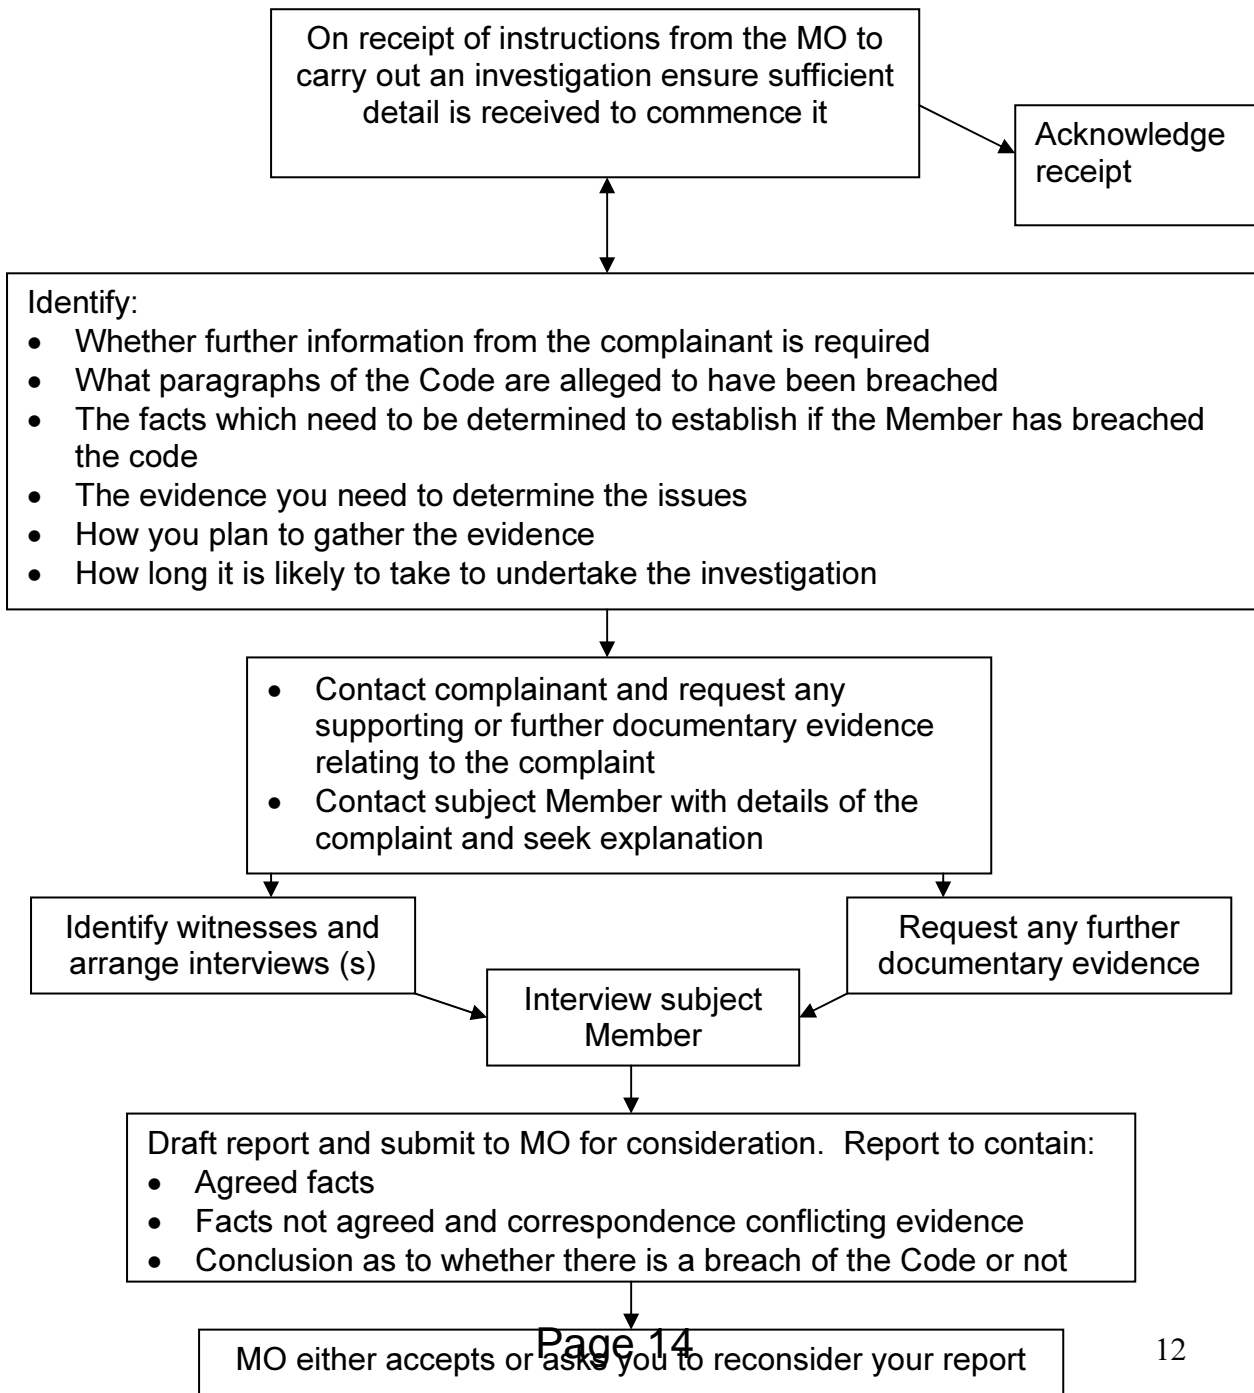 On receipt of instructions from the MO to
carry out an investigation ensure sufficient
detail is received to commence it
Acknowledge
receipt
Identify:
• Whether further information from the complainant is required
• What paragraphs of the Code are alleged to have been breached
• The facts which need to be determined to establish if the Member has breached
the code
• The evidence you need to determine the issues
• How you plan to gather the evidence
• How long it is likely to take to undertake the investigation
• Contact complainant and request any
supporting or further documentary evidence
relating to the complaint
• Contact subject Member with details of the
complaint and seek explanation
Identify witnesses and
arrange interviews (s)
Request any further
documentary evidence
Interview subject
Member
Draft report and submit to MO for consideration.  Report to contain:
• Agreed facts
• Facts not agreed and correspondence conflicting evidence
• Conclusion as to whether there is a breach of the Code or not
Page 14
MO either accepts or asks you to reconsider your report
12